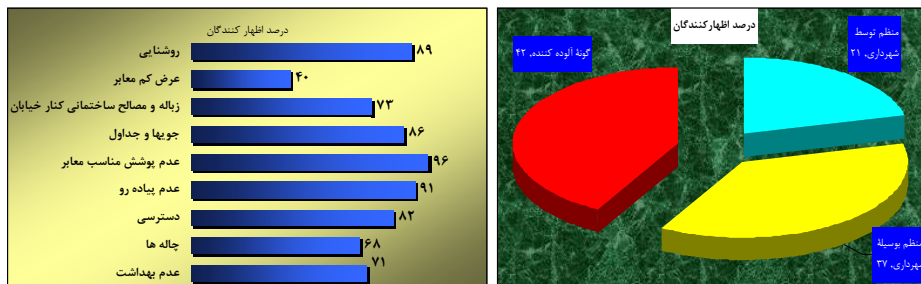 درصد اظهار کنندگان
روشنایی ۸۹
عرض کم معابر ۴۰
زباله و مصالح ساختمانی کنار خیابان ۷۳
جویها و جداول ۸۶
عدم پوشش مناسب معابر ۹۶
عدم پیاده رو ۹۱
دسترسی ۸۲
چاله ها ۶۸
عدم بهداشت ۷۱
درصد اظهارکنندگان
گونۀ آلوده کننده, ۴۲
منظم توسط
شهرداری, ۲۱
منظم بوسیلۀ
شهرداری, ۳۷